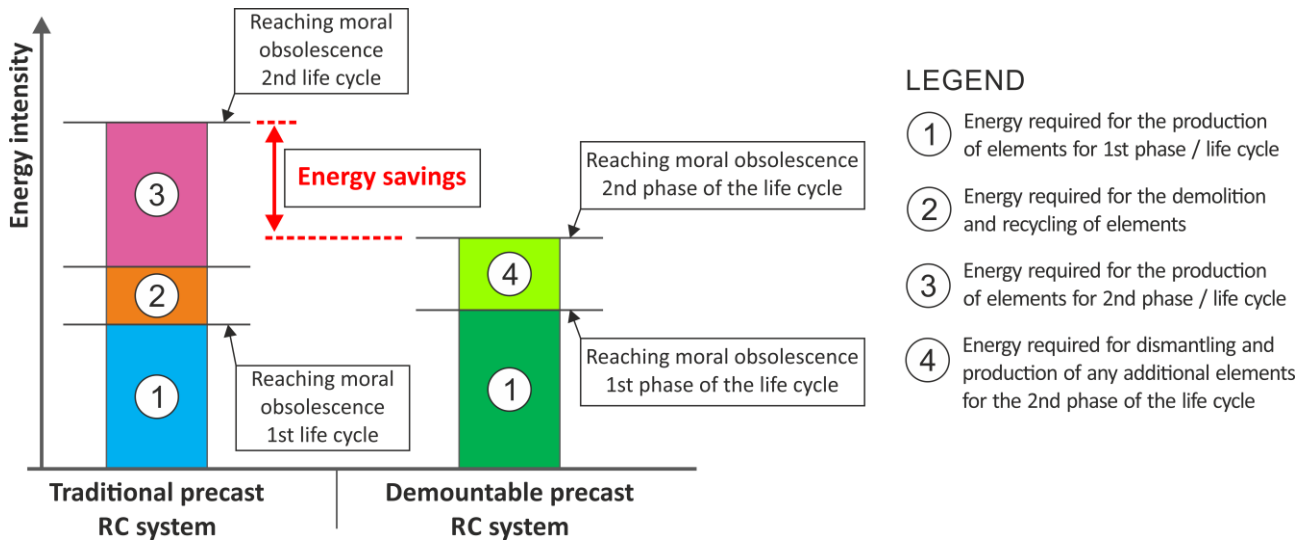 Energy intensity
Reaching moral
obsolescence
2nd life cycle
3
2
1
Reaching moral
obsolescence
1st life cycle
Energy savings
Reaching moral obsolescence
2nd phase of the life cycle
4
1
Reaching moral obsolescence
1st phase of the life cycle
Traditional precast
RC system
Demountable precast
RC system
LEGEND
1
Energy required for the production
of elements for 1st phase / life cycle
2
Energy required for the demolition
and recycling of elements
3
Energy required for the production
of elements for 2nd phase / life cycle
4
Energy required for dismantling and
production of any additional elements
for the 2nd phase of the life cycle